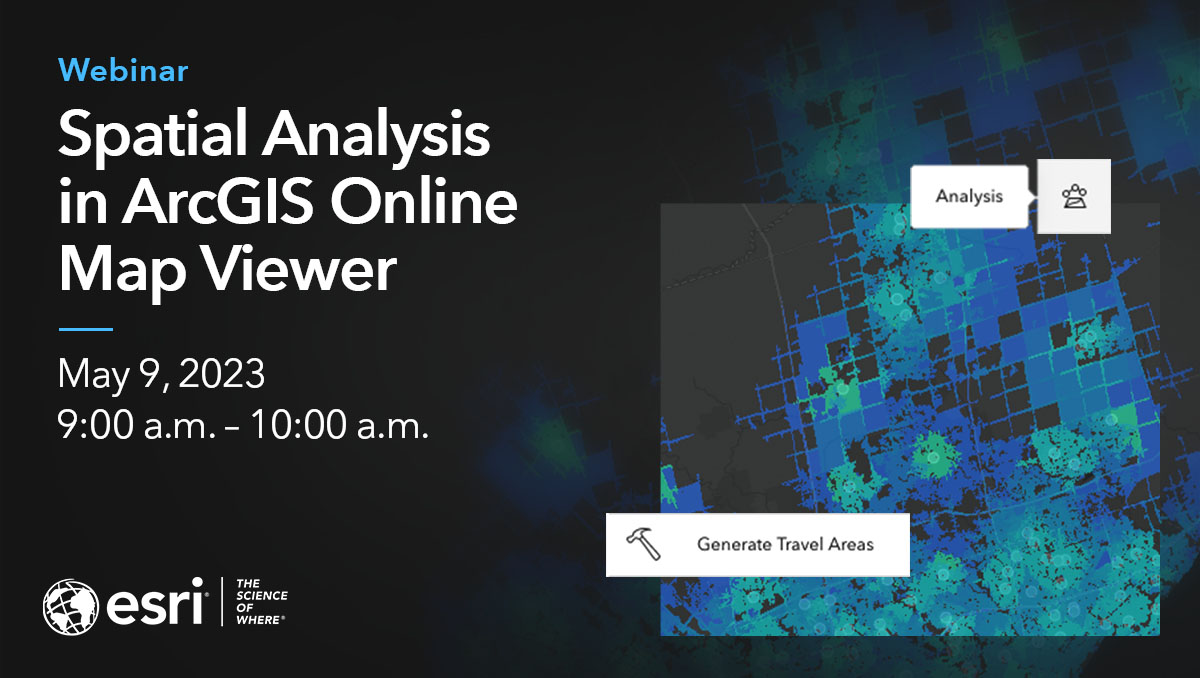 Webinar
Spatial Analysis
in ArcGIS Online
Map Viewer
May 9, 2023
9:00 a.m. – 10:00 a.m.
Analysis
Generate Travel Areas
esri®
THE
SCIENCE
OF
WHERE®